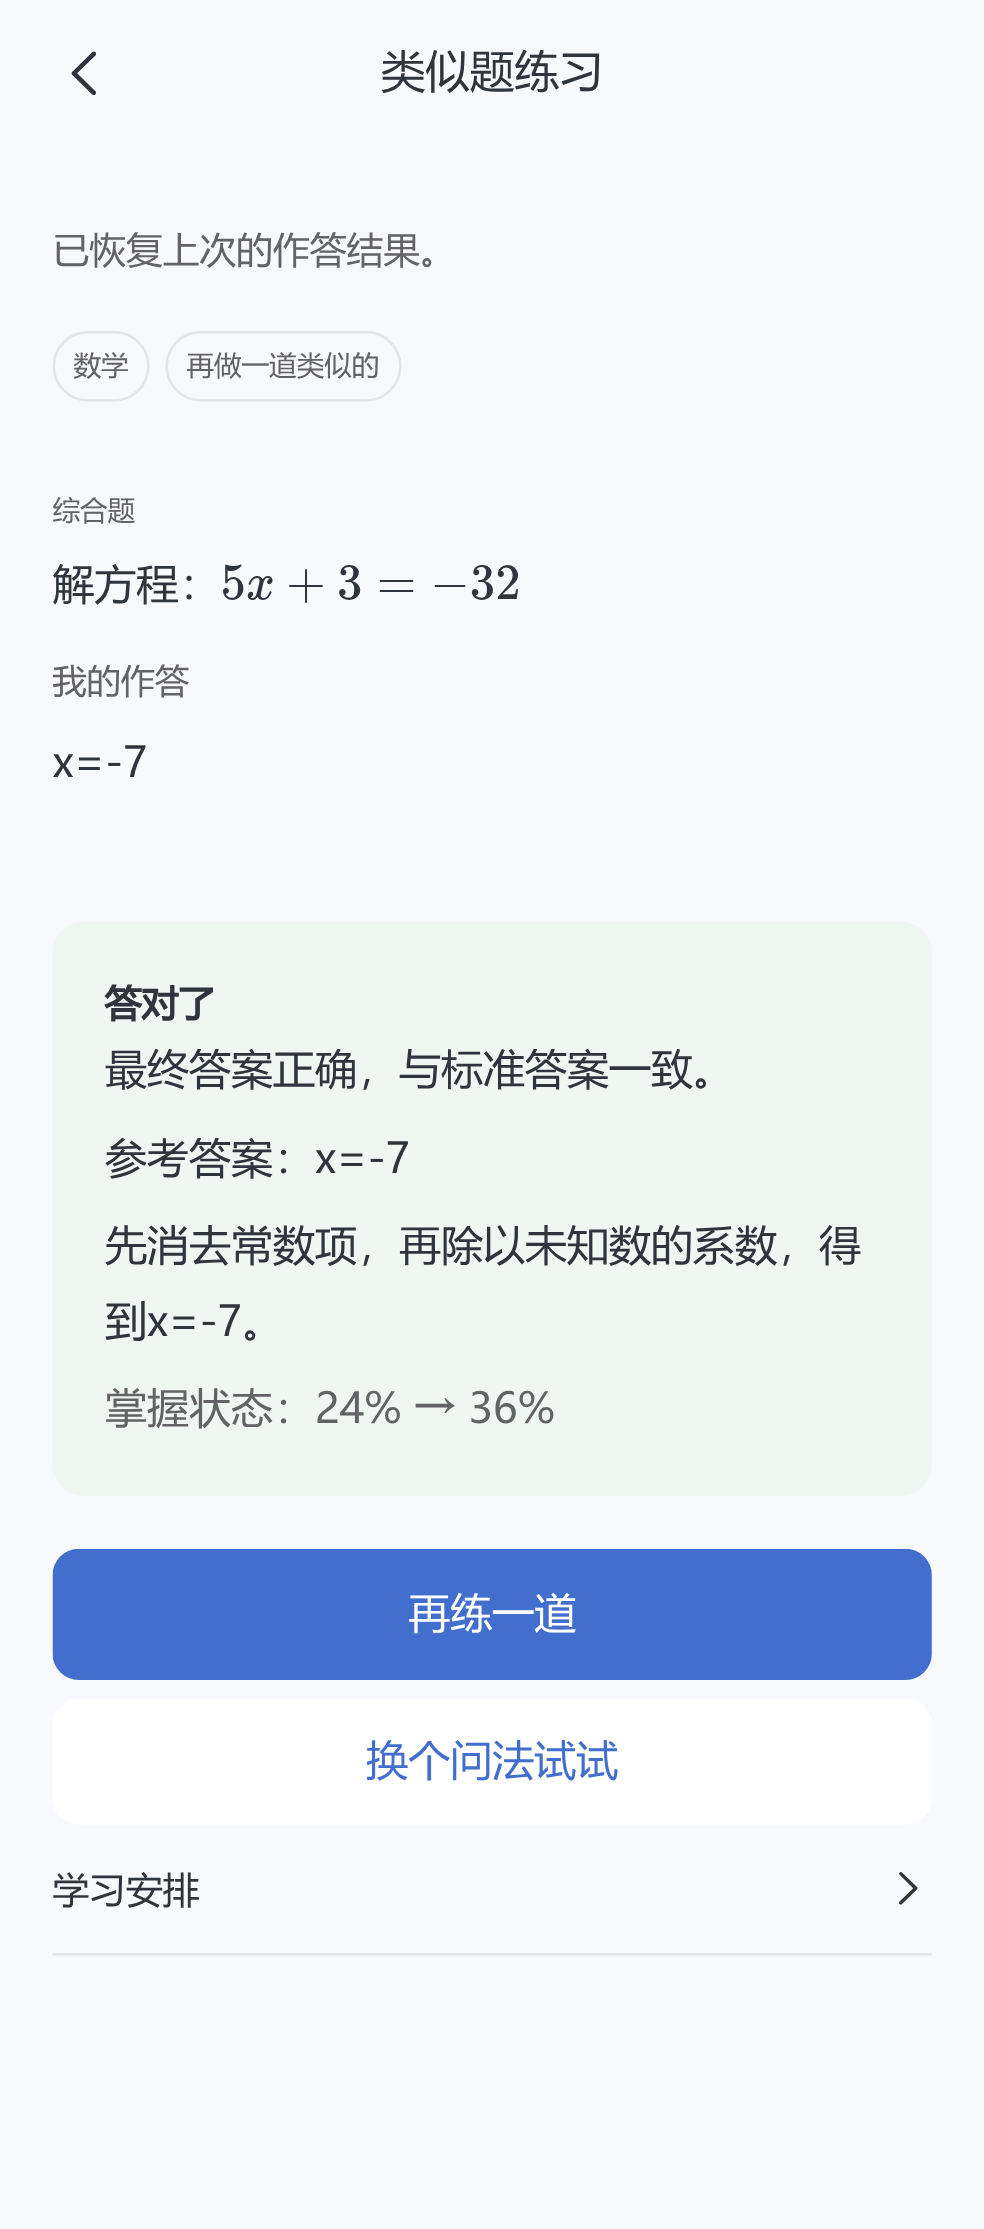 类似题练习
已恢复上次的作答结果。
数学
再做一道类似的
综合题
解方程：5x + 3 = −32
我的作答
x=-7
答对了
最终答案正确，与标准答案一致。
参考答案：x=-7
先消去常数项，再除以未知数的系数，得
到x=-7。
掌握状态：24% → 36%
再练一道
换个问法试试
学习安排